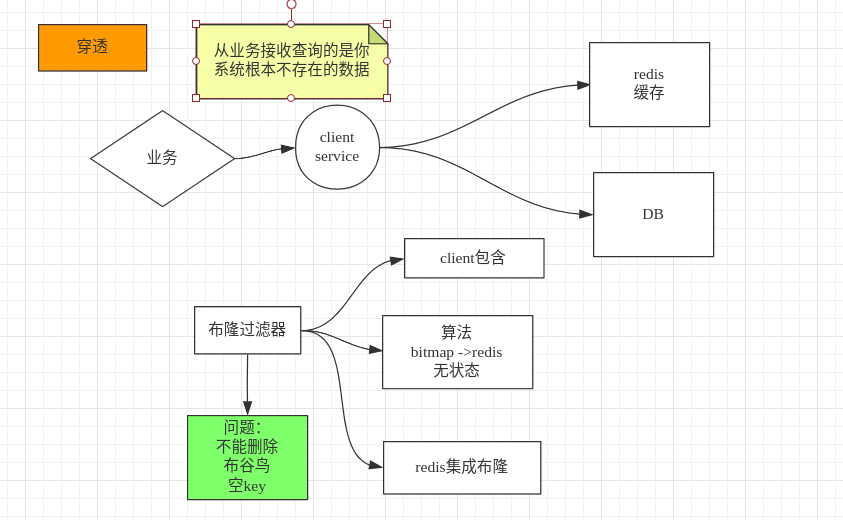 穿透
从业务接收查询的是你
系统根本不存在的数据
业务
client
service
redis
缓存
DB
client包含
布隆过滤器
算法
bitmap ->redis
无状态
问题：
不能删除
布谷鸟
空key
redis集成布隆